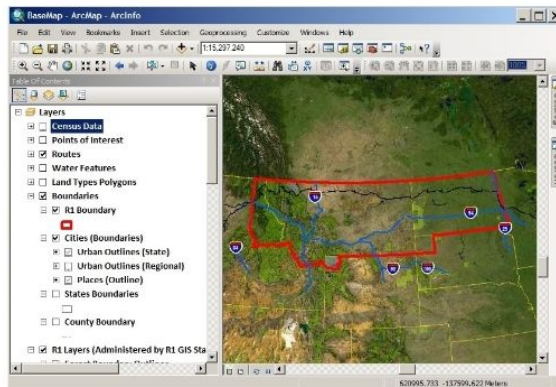 BaseMap - ArcMap - ArcInfo
File Edit View Bookmarks Insert Selection Geoprocessing Customize Windows Help
1:15,297,240
Table Of Contents
Layers
Census Data
Points of Interest
Routes
Water Features
Land Types Polygons
Boundaries
R1 Boundary
Cities (Boundaries)
Urban Outlines (State)
Urban Outlines (Regional)
Places (Outline)
States Boundaries
County Boundary
R1 Layers (Administered by R1 GIS Sta
15
94
90
620995.733 -137599.622 Meters